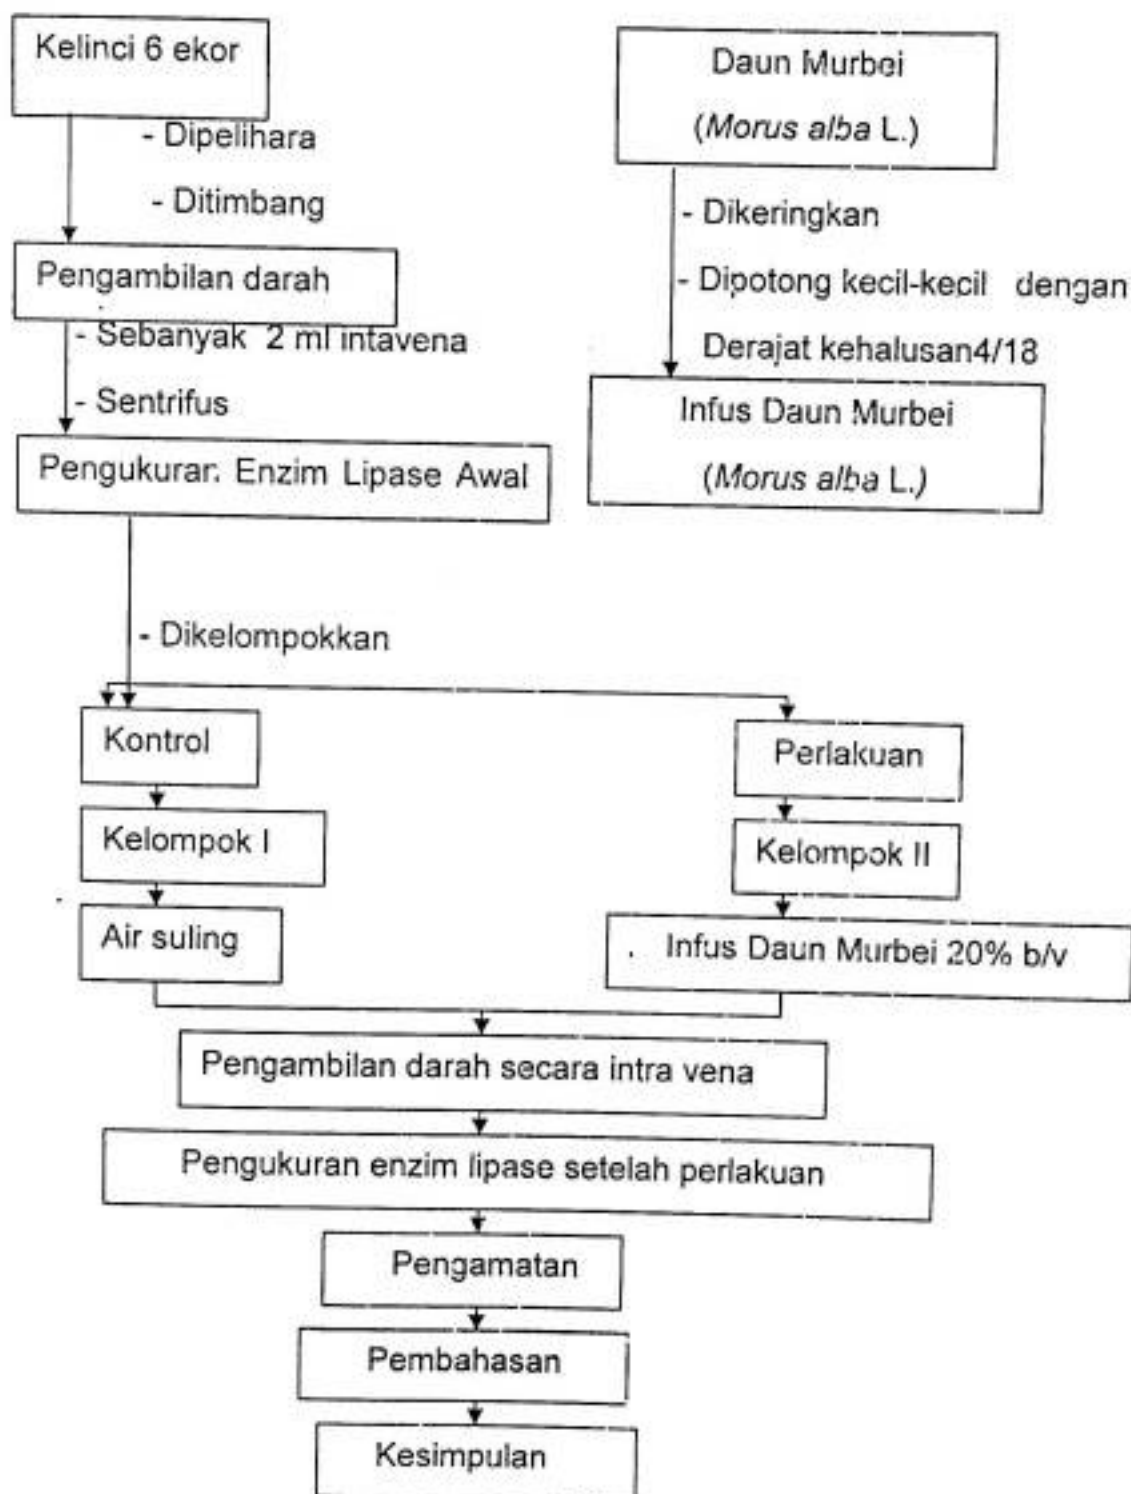 Kelinci 6 ekor
- Dipelihara
- Ditimbang
Pengambilan darah
- Sebanyak 2 ml intavena
- Sentrifus
Pengukurar. Enzim Lipase Awal
Daun Murbei
(Morus alba L.)
- Dikeringkan
- Dipotong kecil-kecil dengan
Derajat kehalusan4/18
Infus Daun Murbei
(Morus alba L.)
- Dikelompokkan
Kontrol
Kelompok I
Air suling
Perlakuan
Kelompok II
Infus Daun Murbei 20% b/v
Pengambilan darah secara intra vena
Pengukuran enzim lipase setelah perlakuan
Pengamatan
Pembahasan
Kesimpulan